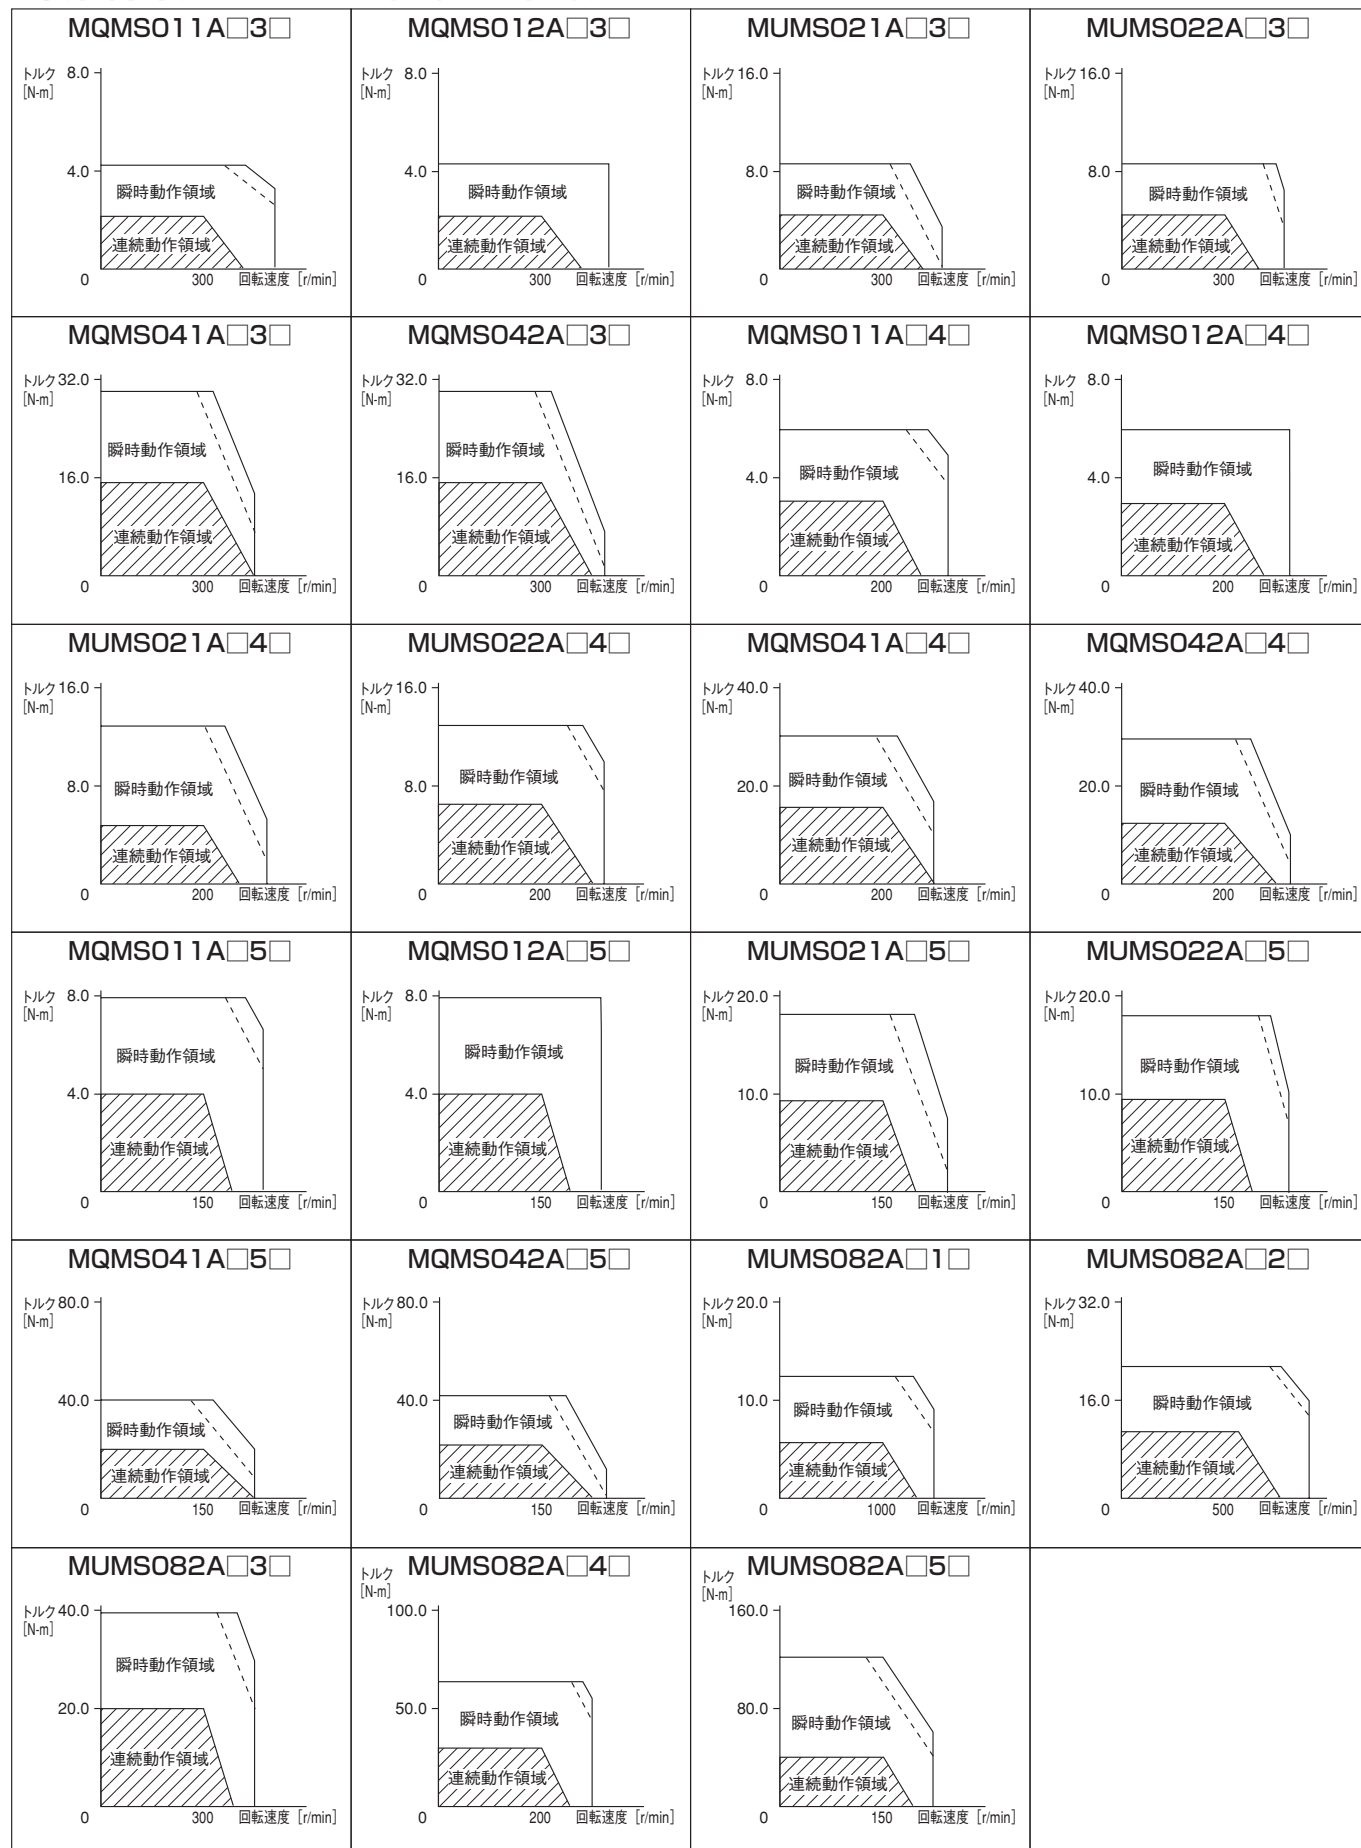 MQMS011A□3□
トルク 8.0
[N-m]
4.0
瞬時動作領域
連続動作領域
0 300 回転速度 [r/min]
MQMS012A□3□
トルク 8.0
[N-m]
4.0
瞬時動作領域
連続動作領域
0 300 回転速度 [r/min]
MUMS021A□3□
トルク 16.0
[N-m]
8.0
瞬時動作領域
連続動作領域
0 300 回転速度 [r/min]
MUMS022A□3□
トルク 16.0
[N-m]
8.0
瞬時動作領域
連続動作領域
0 300 回転速度 [r/min]
MQMS041A□3□
トルク 32.0
[N-m]
瞬時動作領域
16.0
連続動作領域
0 300 回転速度 [r/min]
MQMS042A□3□
トルク 32.0
[N-m]
瞬時動作領域
16.0
連続動作領域
0 300 回転速度 [r/min]
MQMS011A□4□
トルク 8.0
[N-m]
4.0 瞬時動作領域
連続動作領域
0 200 回転速度 [r/min]
MQMS012A□4□
トルク 8.0
[N-m]
瞬時動作領域
4.0
連続動作領域
0 200 回転速度 [r/min]
MUMS021A□4□
トルク 16.0
[N-m]
8.0 瞬時動作領域
連続動作領域
0 200 回転速度 [r/min]
MUMS022A□4□
トルク 16.0
[N-m]
瞬時動作領域
8.0
連続動作領域
0 200 回転速度 [r/min]
MQMS041A□4□
トルク 40.0
[N-m]
瞬時動作領域
20.0
連続動作領域
0 200 回転速度 [r/min]
MQMS042A□4□
トルク 40.0
[N-m]
20.0 瞬時動作領域
連続動作領域
0 200 回転速度 [r/min]
MQMS011A□5□
トルク 8.0
[N-m]
瞬時動作領域
4.0
連続動作領域
0 150 回転速度 [r/min]
MQMS012A□5□
トルク 8.0
[N-m]
瞬時動作領域
4.0
連続動作領域
0 150 回転速度 [r/min]
MUMS021A□5□
トルク 20.0
[N-m]
瞬時動作領域
10.0
連続動作領域
0 150 回転速度 [r/min]
MUMS022A□5□
トルク 20.0
[N-m]
瞬時動作領域
10.0
連続動作領域
0 150 回転速度 [r/min]
MQMS041A□5□
トルク 80.0
[N-m]
40.0
瞬時動作領域
連続動作領域
0 150 回転速度 [r/min]
MQMS042A□5□
トルク 80.0
[N-m]
40.0
瞬時動作領域
連続動作領域
0 150 回転速度 [r/min]
MUMS082A□1□
トルク 20.0
[N-m]
10.0
瞬時動作領域
連続動作領域
0 1000 回転速度 [r/min]
MUMS082A□2□
トルク 32.0
[N-m]
16.0 瞬時動作領域
連続動作領域
0 500 回転速度 [r/min]
MUMS082A□3□
トルク 40.0
[N-m]
瞬時動作領域
20.0
連続動作領域
0 300 回転速度 [r/min]
MUMS082A□4□
トルク
[N-m]
100.0
50.0
瞬時動作領域
連続動作領域
0 200 回転速度 [r/min]
MUMS082A□5□
トルク
[N-m]
160.0
80.0
瞬時動作領域
連続動作領域
0 150 回転速度 [r/min]